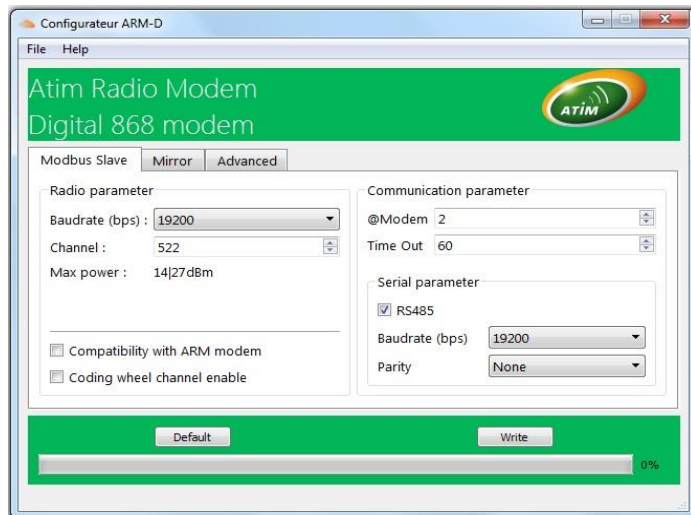 Configurateur ARM-D
File Help
Atim Radio Modem
Digital 868 modem
ATIM
Modbus Slave Mirror Advanced
Radio parameter
Baudrate (bps) : 19200
Channel : 522
Max power : 14|27dBm
Compatibility with ARM modem
Coding wheel channel enable
Communication parameter
@Modem 2
Time Out 60
Serial parameter
RS485
Baudrate (bps) 19200
Parity None
Default Write
0%